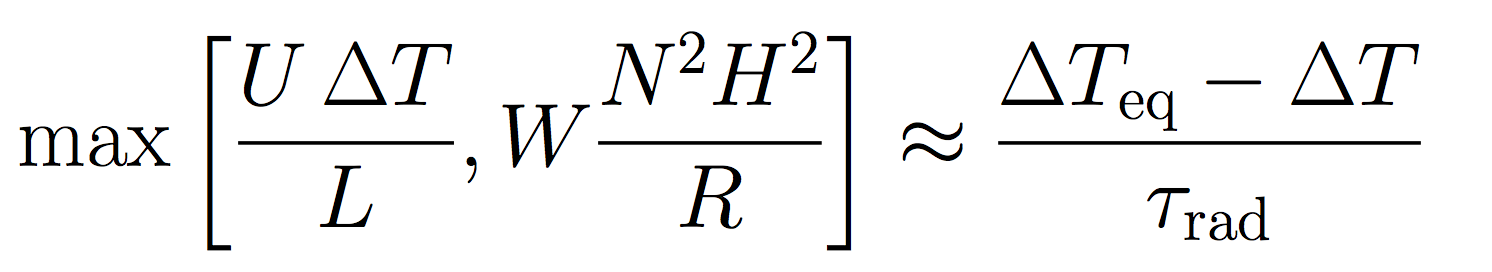 max [ U ΔT / L , W N²H² / R ] ≈ ΔT_eq − ΔT / τ_rad